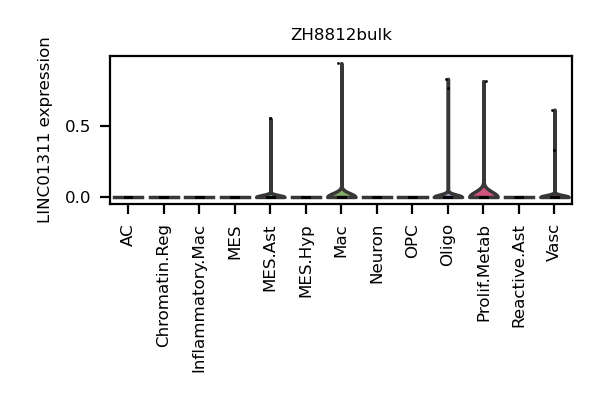 ZH8812bulk
LINC01311 expression
0.5
0.0
AC
Chromatin.Reg
Inflammatory.Mac
MES
MES.Ast
MES.Hyp
Mac
Neuron
OPC
Oligo
Prolif.Metab
Reactive.Ast
Vasc